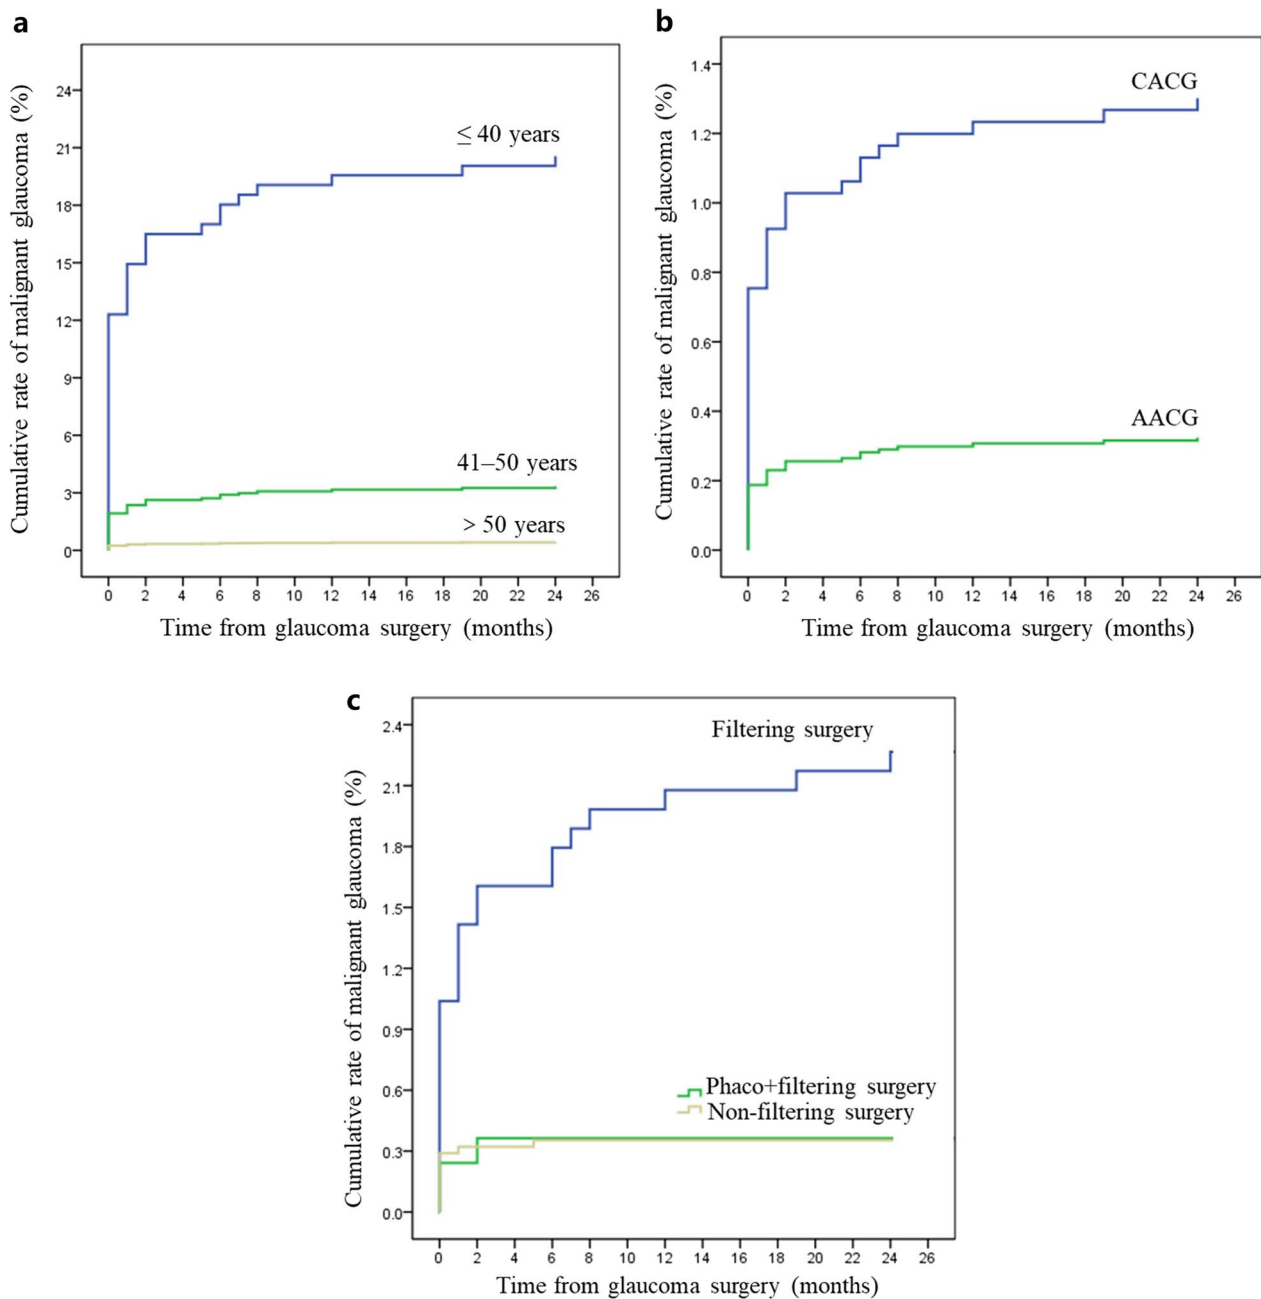 a
Cumulative rate of malignant glaucoma (%)
24
21
18
15
12
9
6
3
0
≤ 40 years
41–50 years
> 50 years
0 2 4 6 8 10 12 14 16 18 20 22 24 26
Time from glaucoma surgery (months)
b
Cumulative rate of malignant glaucoma (%)
1.4
1.2
1.0
0.8
0.6
0.4
0.2
0.0
CACG
AACG
0 2 4 6 8 10 12 14 16 18 20 22 24 26
Time from glaucoma surgery (months)
c
Cumulative rate of malignant glaucoma (%)
2.4
2.1
1.8
1.5
1.2
0.9
0.6
0.3
0.0
Filtering surgery
Phaco+filtering surgery
Non-filtering surgery
0 2 4 6 8 10 12 14 16 18 20 22 24 26
Time from glaucoma surgery (months)